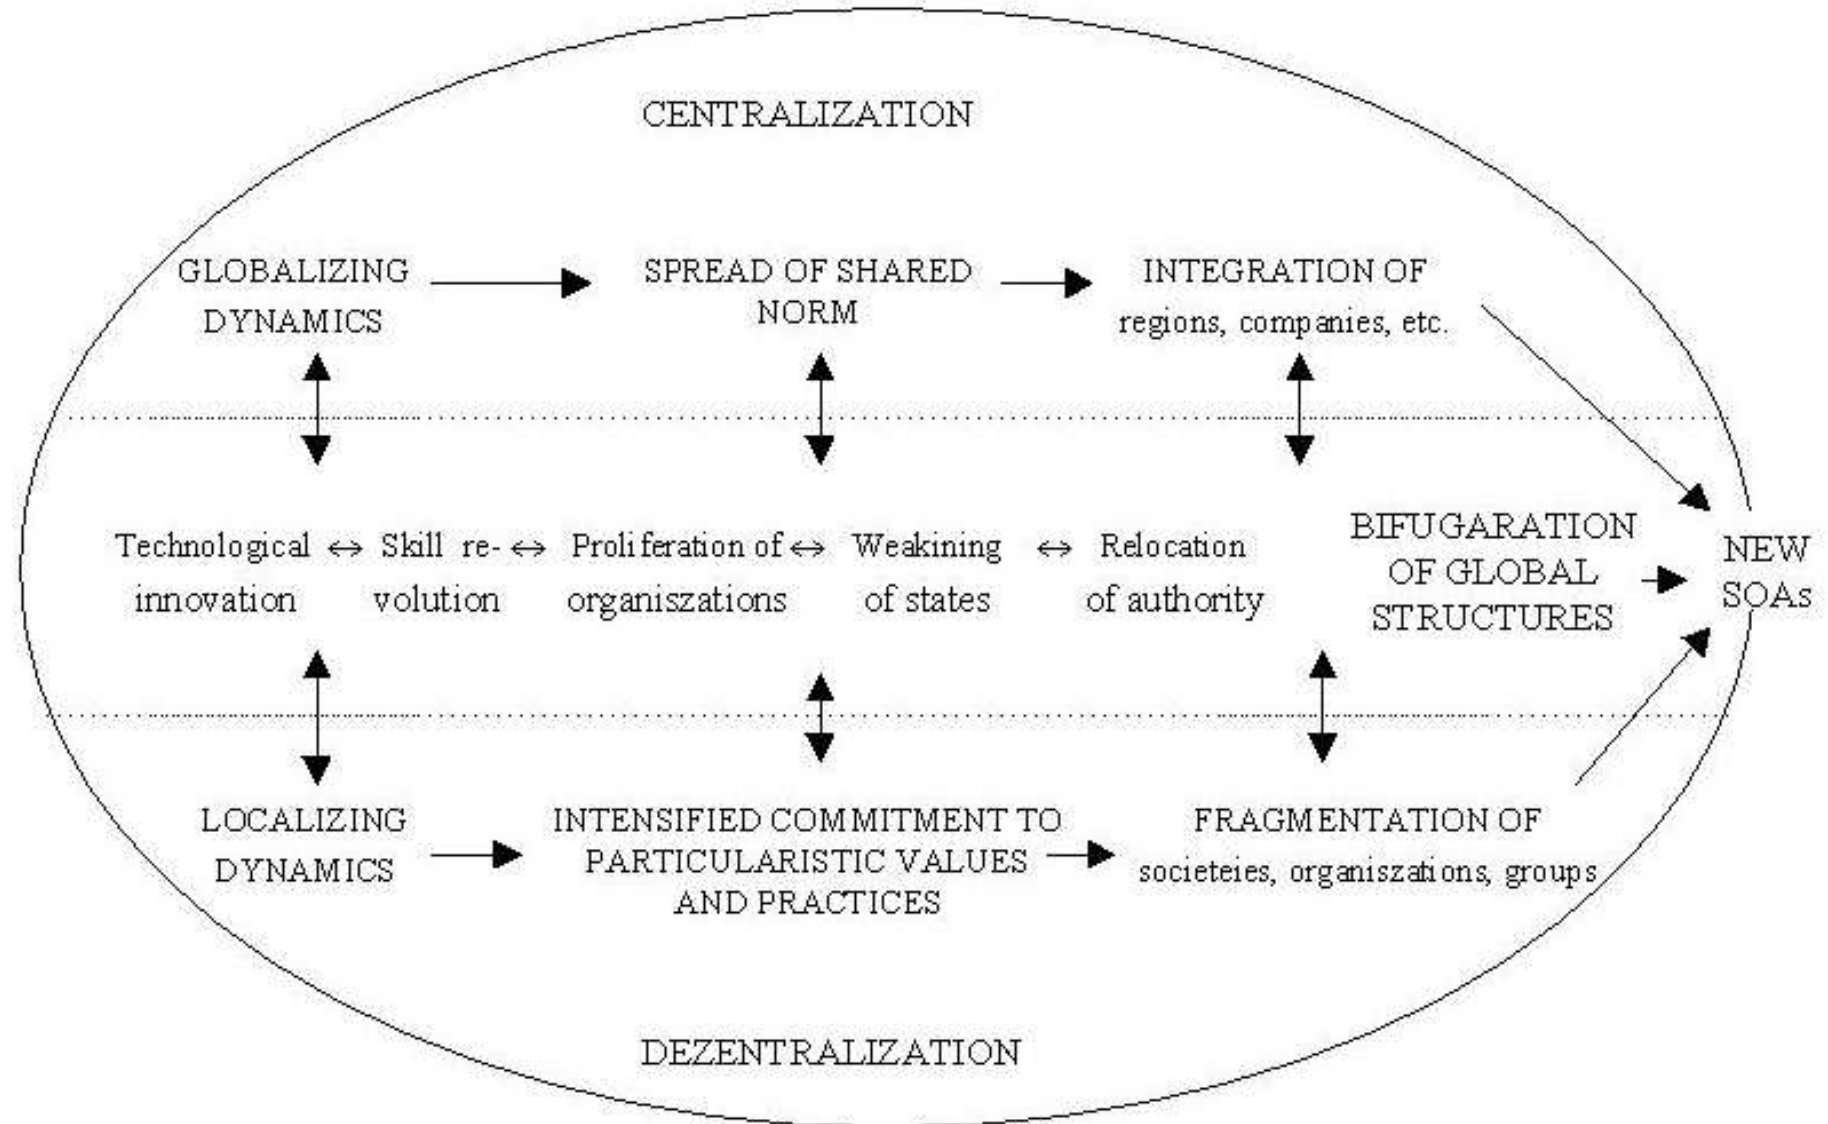 CENTRALIZATION
GLOBALIZING
DYNAMICS
SPREAD OF SHARED
NORM
INTEGRATION OF
regions, companies, etc.
Technological ↔ Skill re- ↔ Proliferation of ↔ Weakining ↔ Relocation
innovation volution organiszations of states of authority
BIFUGARATION
OF GLOBAL
STRUCTURES
NEW
SOAs
LOCALIZING
DYNAMICS
INTENSIFIED COMMITMENT TO
PARTICULARISTIC VALUES
AND PRACTICES
FRAGMENTATION OF
societeies, organiszations, groups
DEZENTRALIZATION